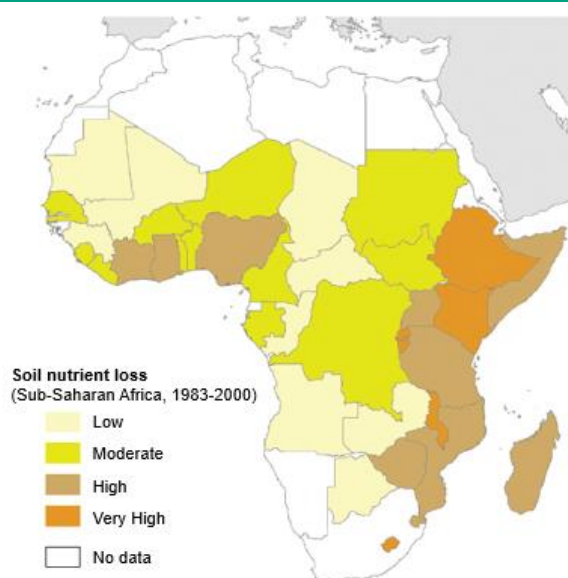 Soil nutrient loss
(Sub-Saharan Africa, 1983-2000)
Low
Moderate
High
Very High
No data